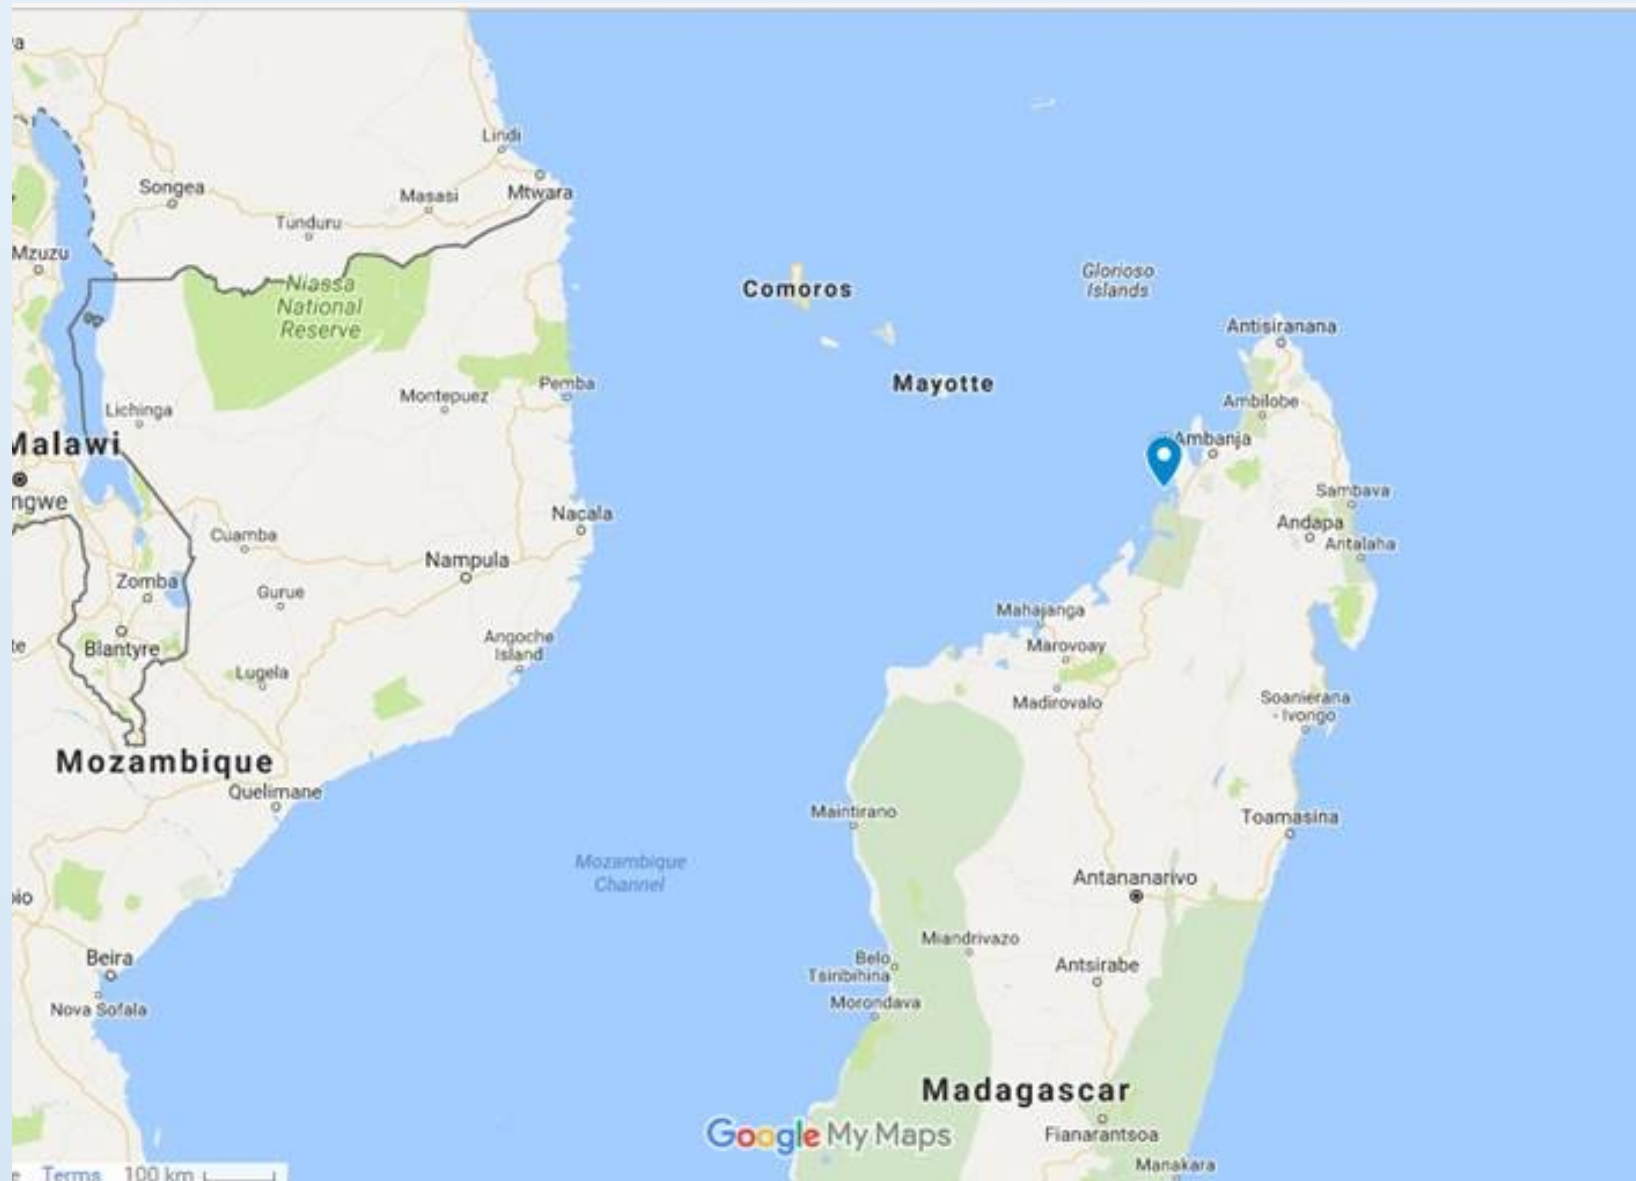 Lindi
Songea
Masasi
Mtwara
Tunduru
Mzuzu
Niassa
National
Reserve
Comoros
Glorioso
Islands
Antisiranana
Mayotte
Pemba
Montepuez
Lichinga
Ambilobe
Malawi
Ambanja
ngwe
Sambava
Nacala
Andapa
Cuamba
Antalaha
Nampula
Zomba
Gurue
Mahajanga
Angoche
Island
te
Blantyre
Marovoay
Lugela
Madirovalo
Soanierana
- Ivongo
Mozambique
Quelimane
Maintirano
Toamasina
Mozambique
Channel
Antananarivo
io
Miandrivazo
Beira
Belo
Tsiribihina
Antsirabe
Morondava
Nova Sofala
Madagascar
Google My Maps
Fianarantsoa
Manakara
Terms 100 km